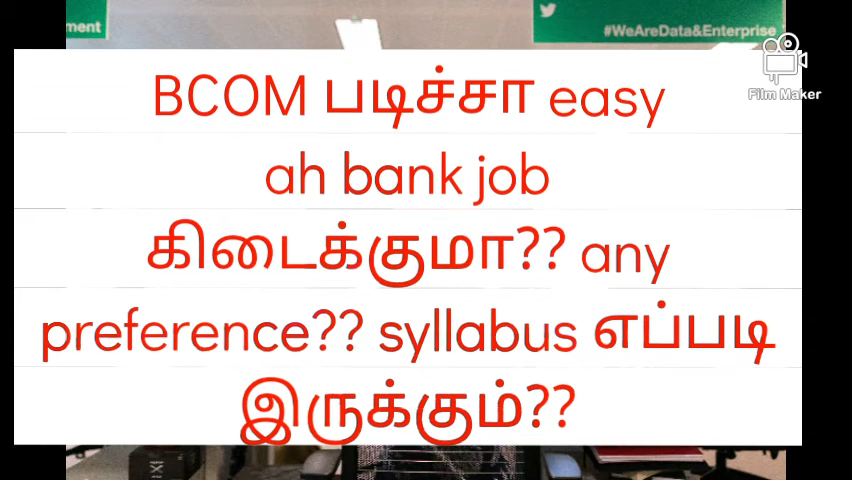 ment
#WeAreData&Enterprise
Film Maker
BCOM படிச்சா easy
ah bank job
கிடைக்குமா?? any
preference?? syllabus எப்படி
இருக்கும்??